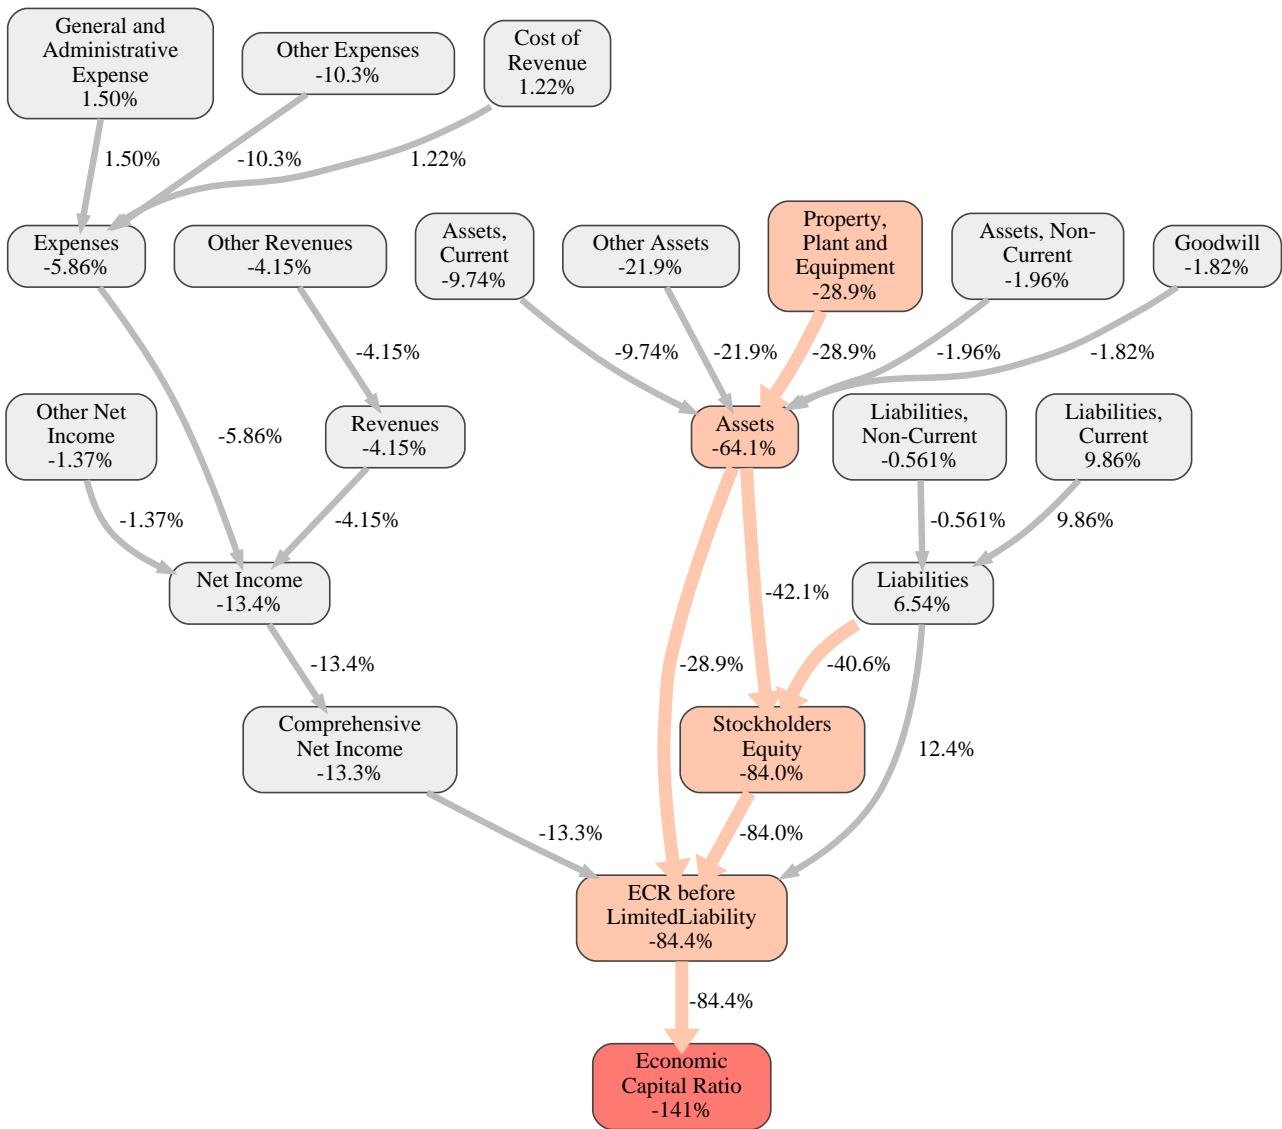 General and
Administrative
Expense
1.50%
Other Expenses
-10.3%
Cost of
Revenue
1.22%
1.50%
-10.3%
1.22%
Expenses
-5.86%
Other Revenues
-4.15%
Assets,
Current
-9.74%
Other Assets
-21.9%
Property,
Plant and
Equipment
-28.9%
Assets, Non-
Current
-1.96%
Goodwill
-1.82%
-4.15%
-9.74%
-21.9%
-28.9%
-1.96%
-1.82%
Other Net
Income
-1.37%
-5.86%
Revenues
-4.15%
Assets
-64.1%
Liabilities,
Non-Current
-0.561%
Liabilities,
Current
9.86%
-1.37%
-4.15%
-0.561%
9.86%
Net Income
-13.4%
-42.1%
Liabilities
6.54%
-13.4%
-28.9%
-40.6%
Comprehensive
Net Income
-13.3%
Stockholders
Equity
-84.0%
12.4%
-13.3%
-84.0%
ECR before
LimitedLiability
-84.4%
-84.4%
Economic
Capital Ratio
-141%